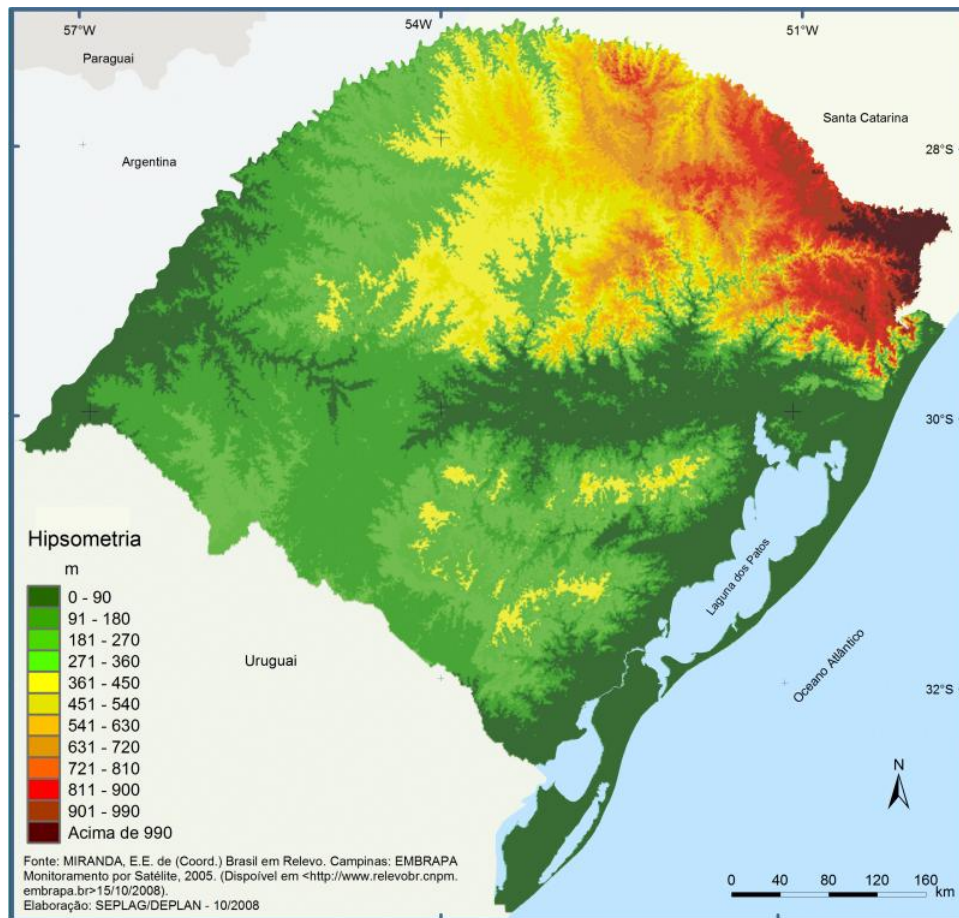 57°W
54°W
51°W
Paraguai
Santa Catarina
Argentina
28°S
30°S
Laguna dos Patos
Oceano Atlântico
Uruguai
32°S
Hipsometria
m
0 - 90
91 - 180
181 - 270
271 - 360
361 - 450
451 - 540
541 - 630
631 - 720
721 - 810
811 - 900
901 - 990
Acima de 990
N
0 40 80 120 160
km
Fonte: MIRANDA, E.E. de (Coord.) Brasil em Relevo. Campinas: EMBRAPA
Monitoramento por Satélite, 2005. (Dispoível em <http://www.relevobr.cnpm.
embrapa.br>15/10/2008).
Elaboração: SEPLAG/DEPLAN - 10/2008